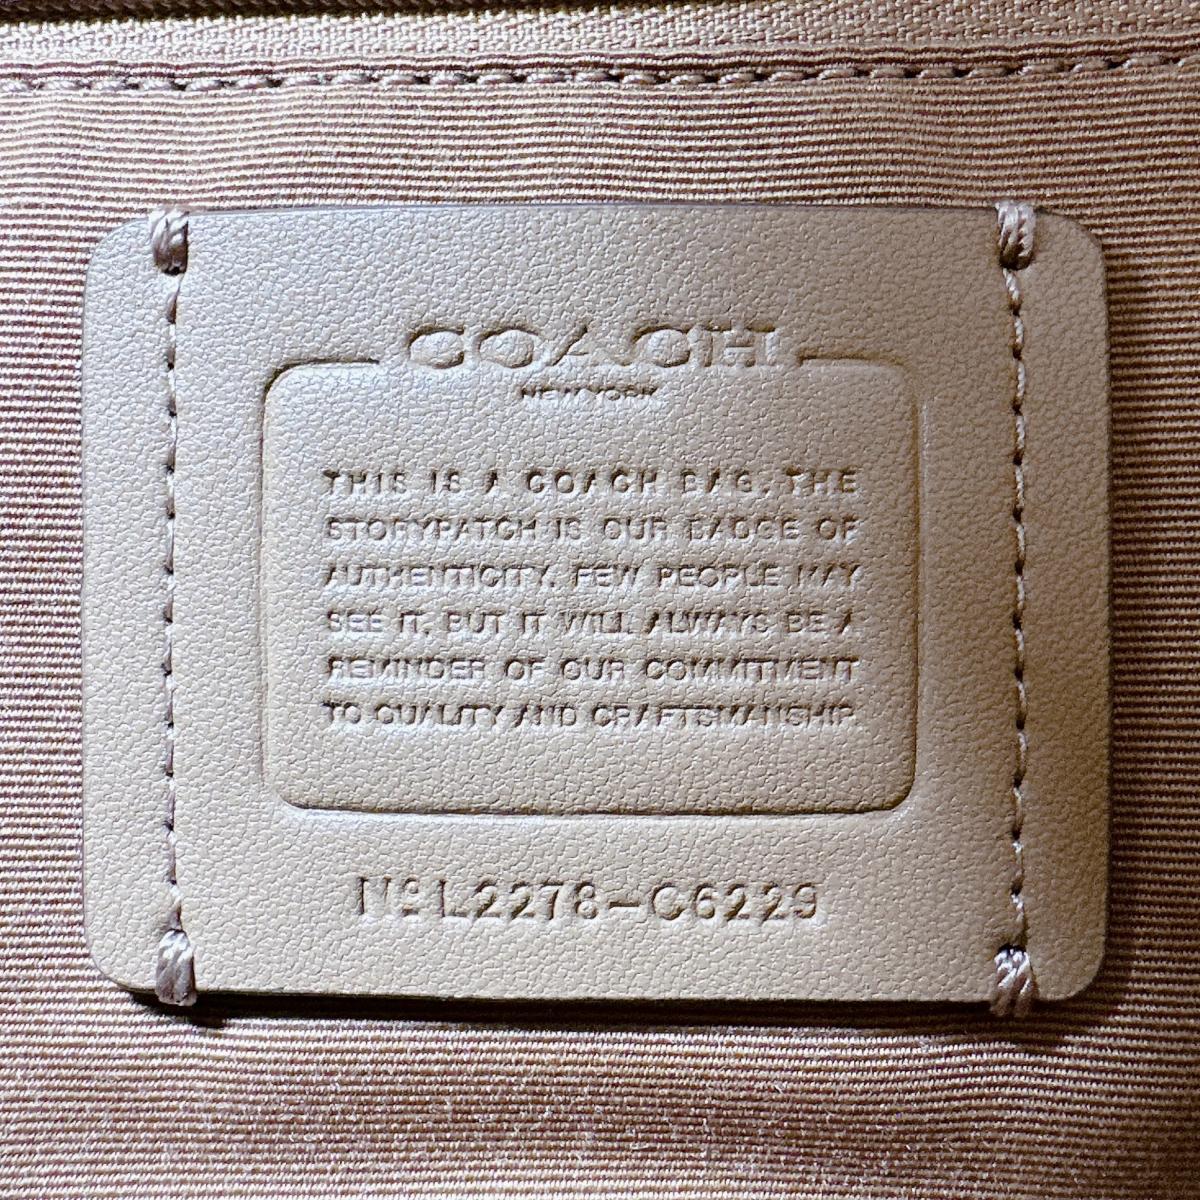 COACH
NEW YORK
THIS IS A COACH BAG. THE
STORYPATCH IS OUR BADGE OF
AUTHENTICITY. FEW PEOPLE MAY
SEE IT, BUT IT WILL ALWAYS BE A
REMINDER OF OUR COMMITMENT
TO QUALITY AND CRAFTSMANSHIP.
Nº L2278-C6229